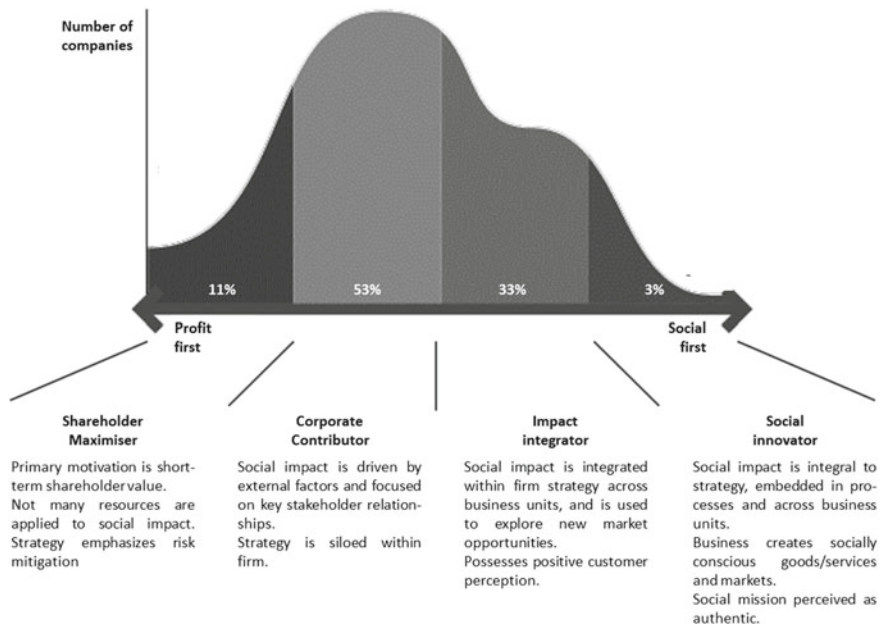 Number of
companies
11%
53%
33%
3%
Profit
first
Social
first
Shareholder
Maximiser
Primary motivation is short-
term shareholder value.
Not many resources are
applied to social impact.
Strategy emphasizes risk
mitigation
Corporate
Contributor
Social impact is driven by
external factors and focused
on key stakeholder relation-
ships.
Strategy is siloed within
firm.
Impact
integrator
Social impact is integrated
within firm strategy across
business units, and is used
to explore new market
opportunities.
Possesses positive customer
perception.
Social
innovator
Social impact is integral to
strategy, embedded in pro-
cesses and across business
units.
Business creates socially
conscious goods/services
and markets.
Social mission perceived as
authentic.